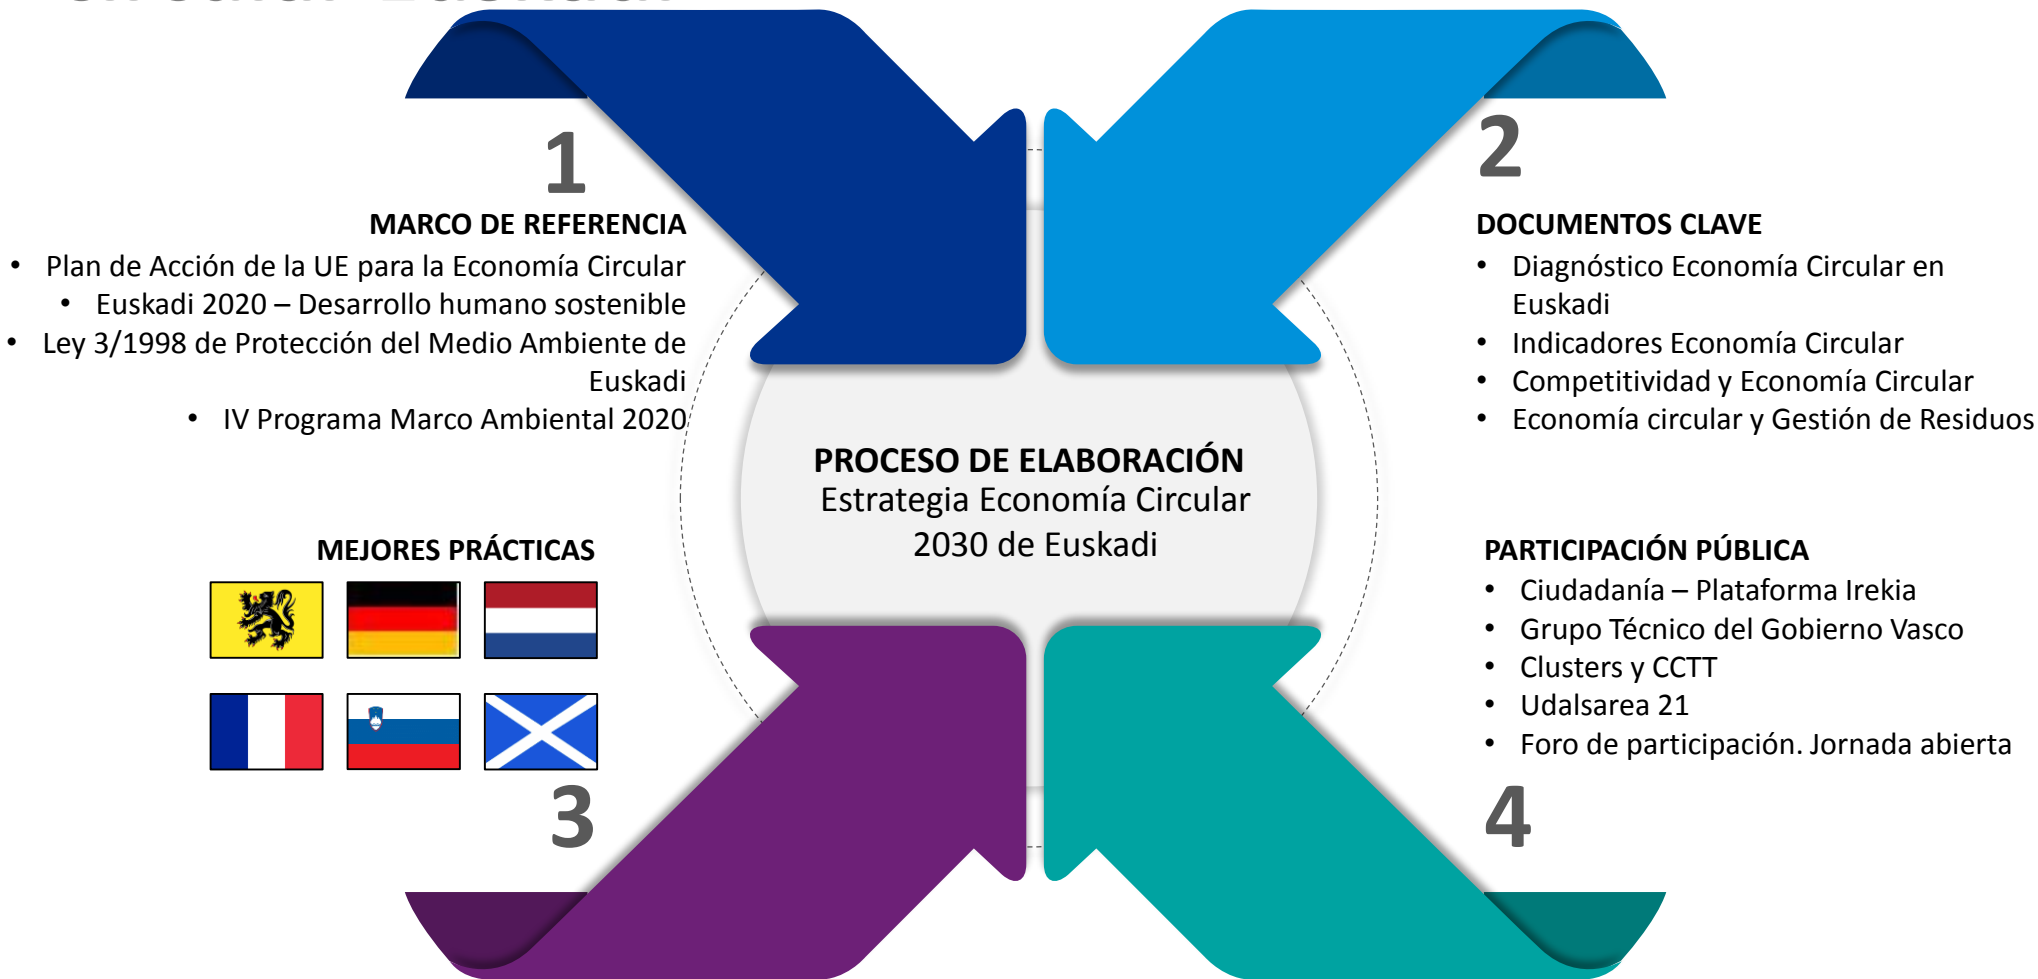 1
MARCO DE REFERENCIA
• Plan de Acción de la UE para la Economía Circular
• Euskadi 2020 – Desarrollo humano sostenible
• Ley 3/1998 de Protección del Medio Ambiente de
Euskadi
• IV Programa Marco Ambiental 2020
2
DOCUMENTOS CLAVE
• Diagnóstico Economía Circular en
Euskadi
• Indicadores Economía Circular
• Competitividad y Economía Circular
• Economía circular y Gestión de Residuos
PROCESO DE ELABORACIÓN
Estrategia Economía Circular
2030 de Euskadi
MEJORES PRÁCTICAS
3
PARTICIPACIÓN PÚBLICA
• Ciudadanía – Plataforma Irekia
• Grupo Técnico del Gobierno Vasco
• Clusters y CCTT
• Udalsarea 21
• Foro de participación. Jornada abierta
4